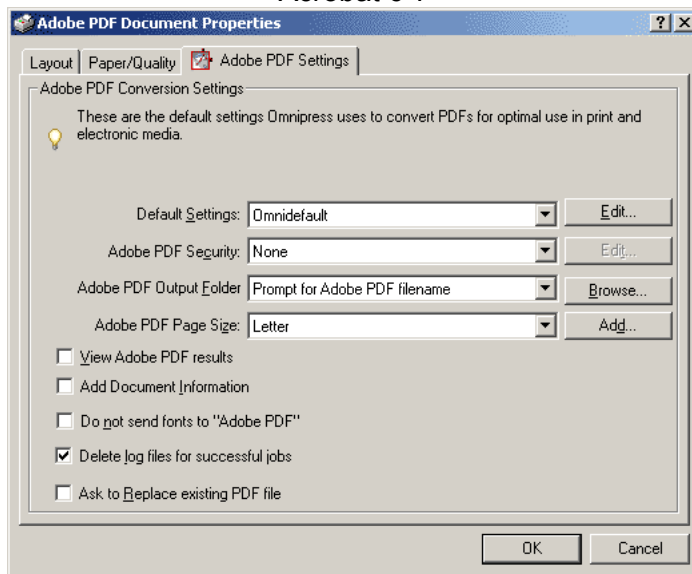 Adobe PDF Document Properties
Layout Paper/Quality Adobe PDF Settings
Adobe PDF Conversion Settings
These are the default settings Omnipress uses to convert PDFs for optimal use in print and
electronic media.
Default Settings: Omnidefault Edit...
Adobe PDF Security: None Edit...
Adobe PDF Output Folder Prompt for Adobe PDF filename Browse...
Adobe PDF Page Size: Letter Add...
View Adobe PDF results
Add Document Information
Do not send fonts to "Adobe PDF"
Delete log files for successful jobs
Ask to Replace existing PDF file
OK Cancel